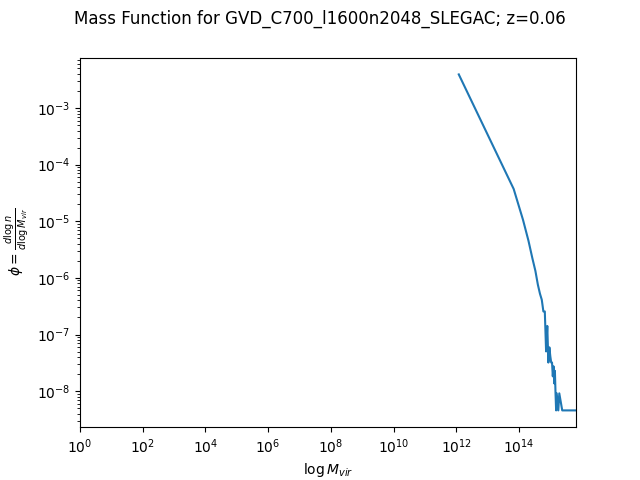 Mass Function for GVD_C700_l1600n2048_SLEGAC; z=0.06
10⁻³
10⁻⁴
10⁻⁵
10⁻⁶
10⁻⁷
10⁻⁸
ϕ = d log n / d log M_vir
10⁰ 10² 10⁴ 10⁶ 10⁸ 10¹⁰ 10¹² 10¹⁴
log M_vir